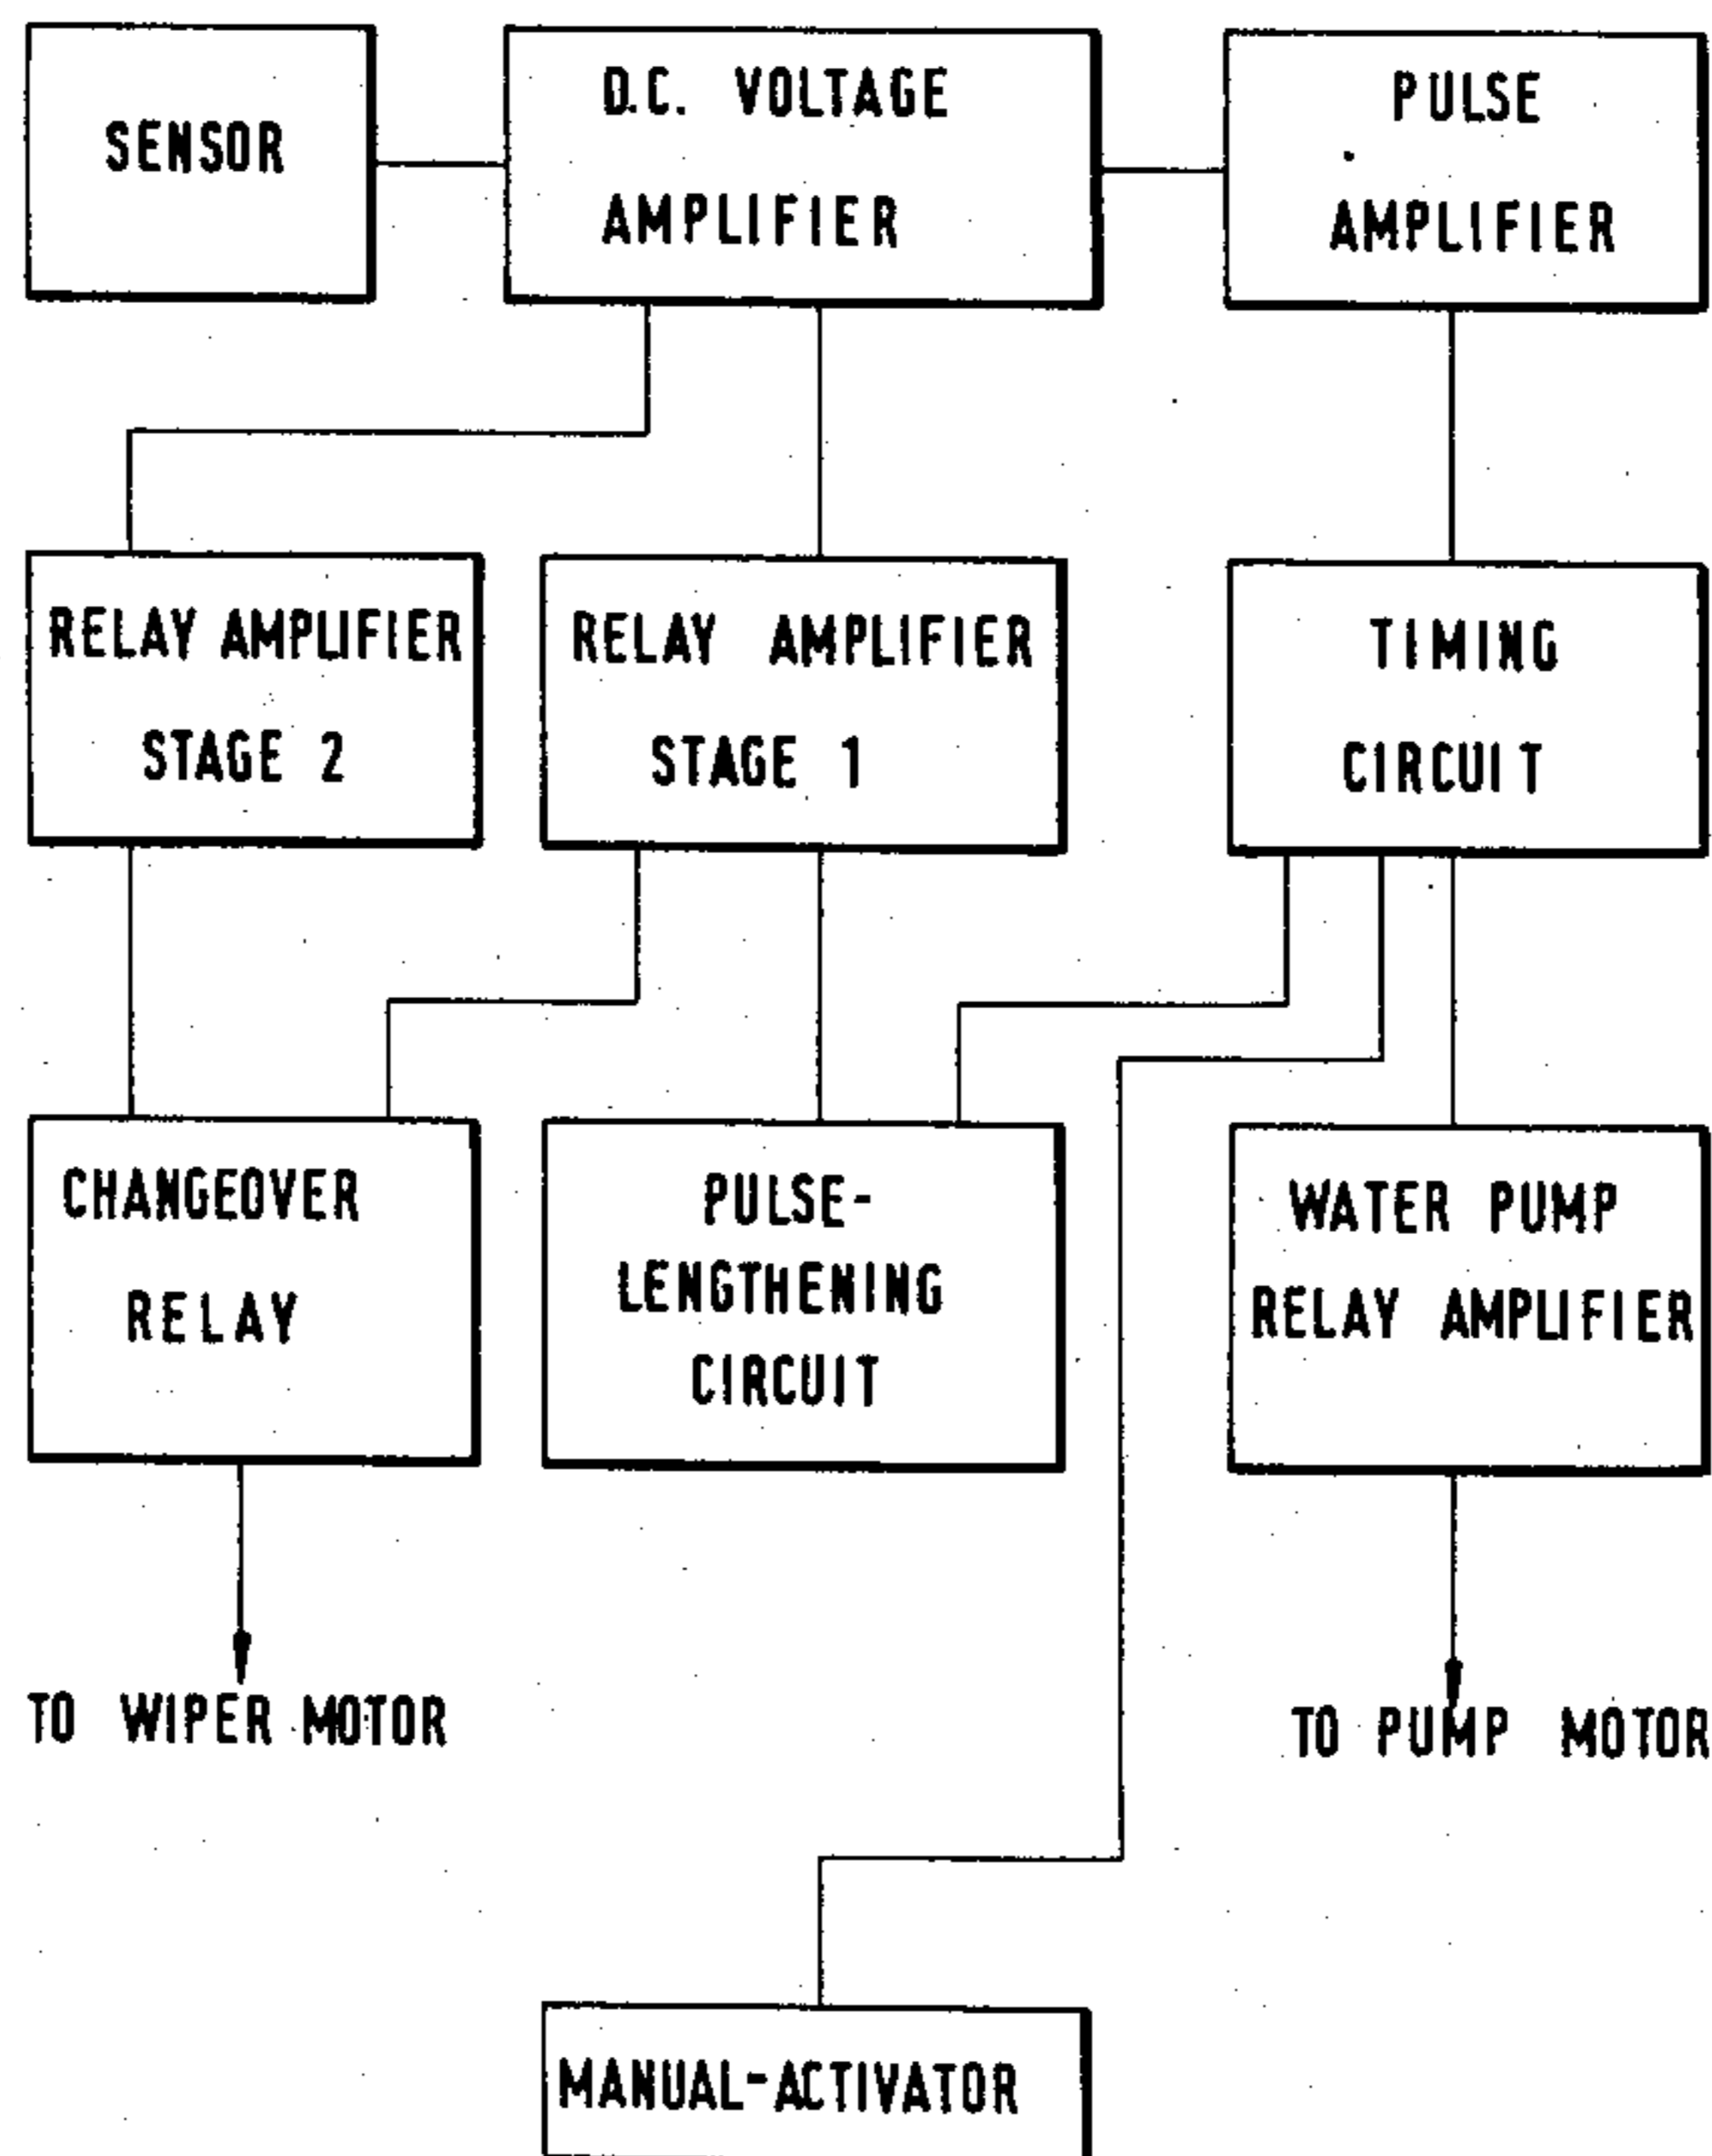 SENSOR
D.C. VOLTAGE
AMPLIFIER
PULSE
AMPLIFIER
RELAY AMPLIFIER
STAGE 2
RELAY AMPLIFIER
STAGE 1
TIMING
CIRCUIT
CHANGEOVER
RELAY
PULSE-
LENGTHENING
CIRCUIT
WATER PUMP
RELAY AMPLIFIER
TO WIPER MOTOR
TO PUMP MOTOR
MANUAL-ACTIVATOR